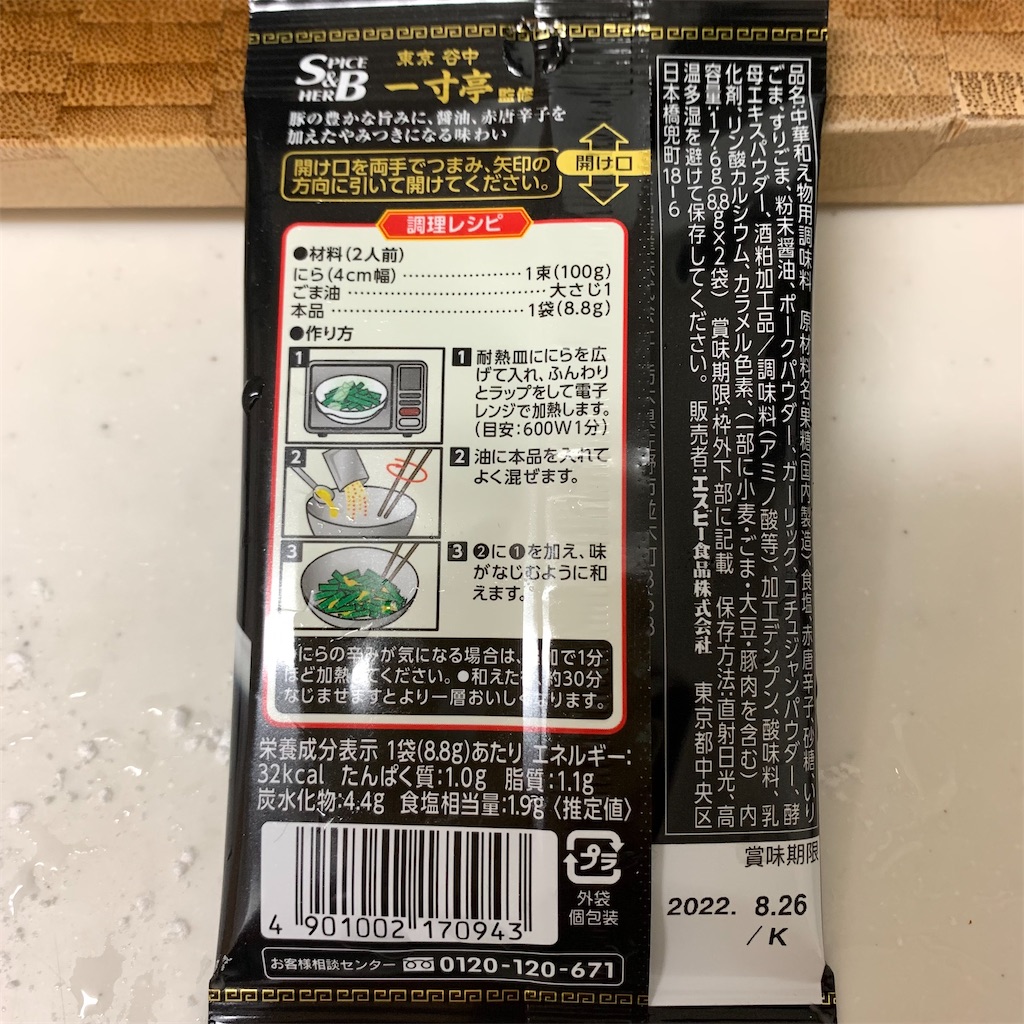 SPICE
S&B
HERB
東京 谷中
一寸亭監修
豚の豊かな旨みに、醤油、赤唐辛子を
加えたやみつきになる味わい
開け口を両手でつまみ、矢印の
方向に引いて開けてください。
開け口
調理レシピ
●材料(2人前)
にら(4cm幅)…………………1束(100g)
ごま油……………………………大さじ1
本品………………………………1袋(8.8g)
●作り方
1
1 耐熱皿ににらを広
げて入れ、ふんわり
とラップをして電子
レンジで加熱します。
(目安:600W1分)
2
2 油に本品を入れて
よく混ぜます。
3
3 ❷に❶を加え、味
がなじむように和
えます。
にらの辛みが気になる場合は、 で1分
ほど加熱してください。●和えた 約30分
なじませますとより一層おいしくなります。
栄養成分表示 1袋(8.8g)あたり エネルギー:
32kcal たんぱく質:1.0g 脂質:1.1g
炭水化物:4.4g 食塩相当量:1.9g〈推定値〉
4 901002 170943
プラ
外袋
個包装
お客様相談センター 0120-120-671
品名:中華和え物用調味料 原材料名:果糖(国内製造)、食塩、赤唐辛子、砂糖、いり
ごま、すりごま、粉末醤油、ポークパウダー、ガーリック、コチュジャンパウダー、酵
母エキスパウダー、酒粕加工品/調味料(アミノ酸等)、加工デンプン、酸味料、乳
化剤、リン酸カルシウム、カラメル色素、(一部に小麦・ごま・大豆・豚肉を含む) 内
容量:17.6g(8.8g×2袋) 賞味期限:枠外下部に記載 保存方法:直射日光、高
温多湿を避けて保存してください。 販売者:エスビー食品株式会社 東京都中央区
日本橋兜町18-6
賞味期限
2022. 8.26
/K